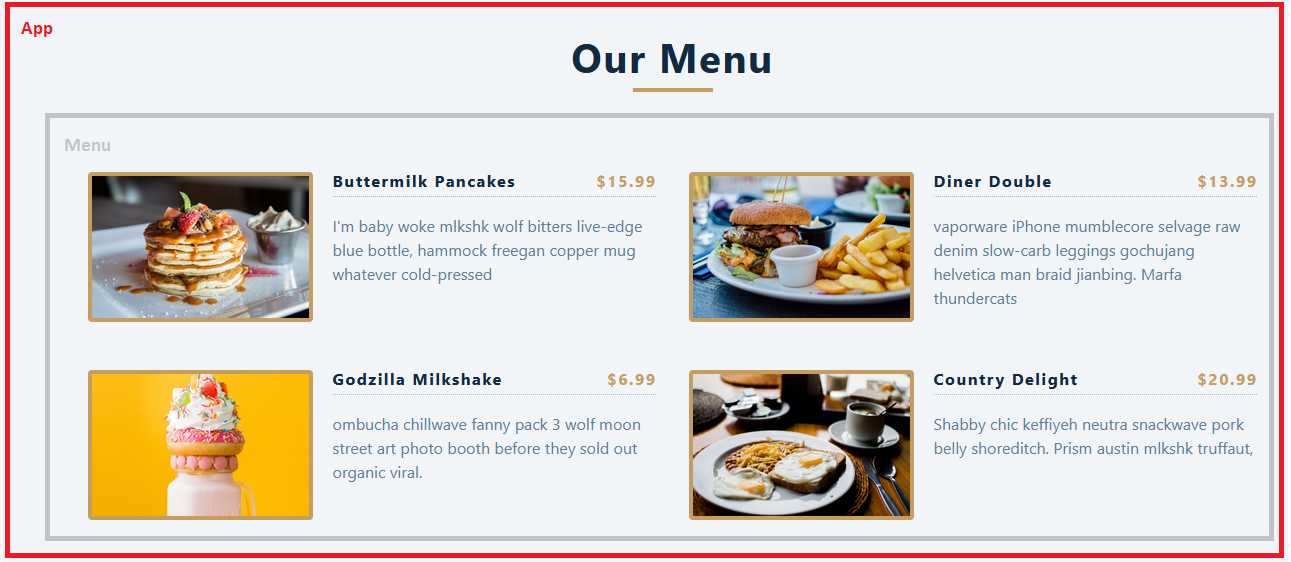 App
Our Menu
Menu
Buttermilk Pancakes $15.99
I'm baby woke mlkshk wolf bitters live-edge
blue bottle, hammock freegan copper mug
whatever cold-pressed
Diner Double $13.99
vaporware iPhone mumblecore selvage raw
denim slow-carb leggings gochujang
helvetica man braid jianbing. Marfa
thundercats
Godzilla Milkshake $6.99
ombucha chillwave fanny pack 3 wolf moon
street art photo booth before they sold out
organic viral.
Country Delight $20.99
Shabby chic keffiyeh neutra snackwave pork
belly shoreditch. Prism austin mlkshk truffaut,